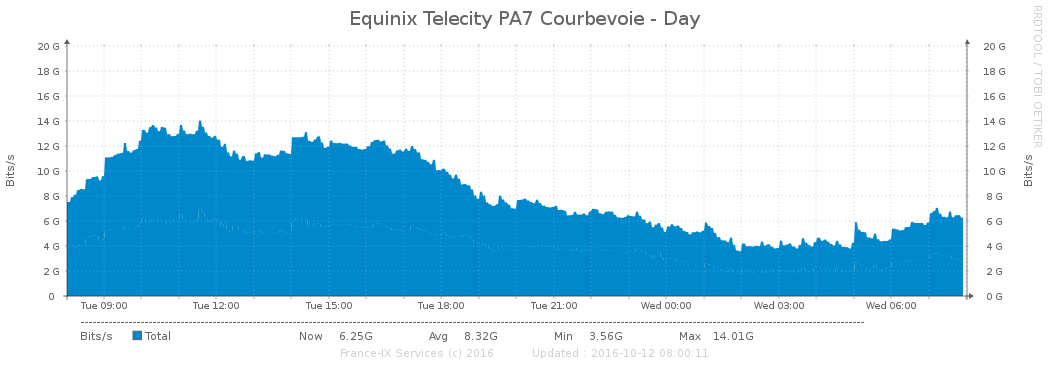 Equinix Telecity PA7 Courbevoie - Day
RRDTOOL / TOBI OETIKER
Bits/s
Bits/s
20 G 20 G
18 G 18 G
16 G 16 G
14 G 14 G
12 G 12 G
10 G 10 G
8 G 8 G
6 G 6 G
4 G 4 G
2 G 2 G
0 0 G
Tue 09:00 Tue 12:00 Tue 15:00 Tue 18:00 Tue 21:00 Wed 00:00 Wed 03:00 Wed 06:00
Bits/s Total Now 6.25G Avg 8.32G Min 3.56G Max 14.01G
France-IX Services (c) 2016 Updated : 2016-10-12 08:00:11